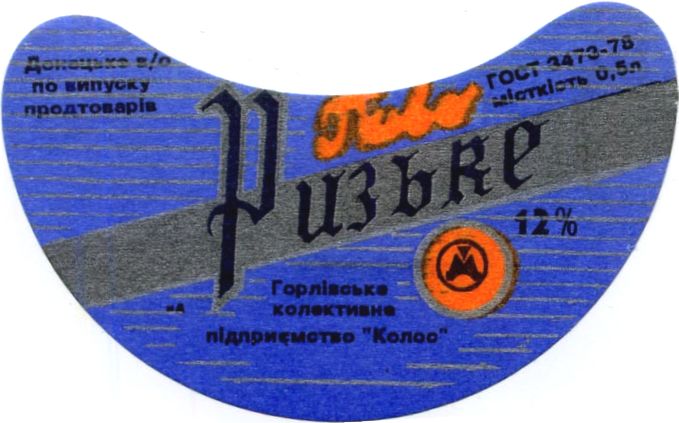 Донецьке в/о
по випуску
продтоварів
ГОСТ 3473-78
місткість 0,5л
Пиво
Ризьке
12%
Горлівське
колективне
підприємство "Колос"